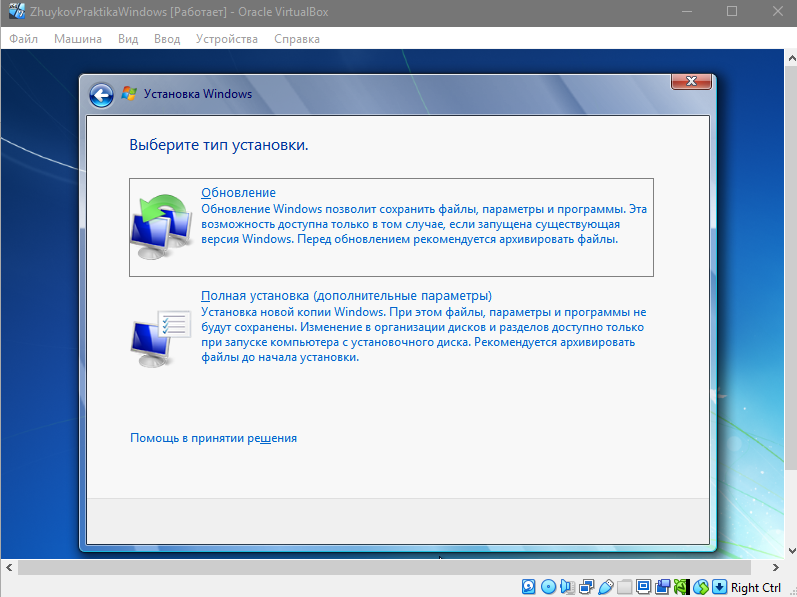 ZhuykovPraktikaWindows [Работает] - Oracle VirtualBox
Файл Машина Вид Ввод Устройства Справка
Установка Windows
Выберите тип установки.
Обновление
Обновление Windows позволит сохранить файлы, параметры и программы. Эта
возможность доступна только в том случае, если запущена существующая
версия Windows. Перед обновлением рекомендуется архивировать файлы.
Полная установка (дополнительные параметры)
Установка новой копии Windows. При этом файлы, параметры и программы не
будут сохранены. Изменение в организации дисков и разделов доступно только
при запуске компьютера с установочного диска. Рекомендуется архивировать
файлы до начала установки.
Помощь в принятии решения
Right Ctrl